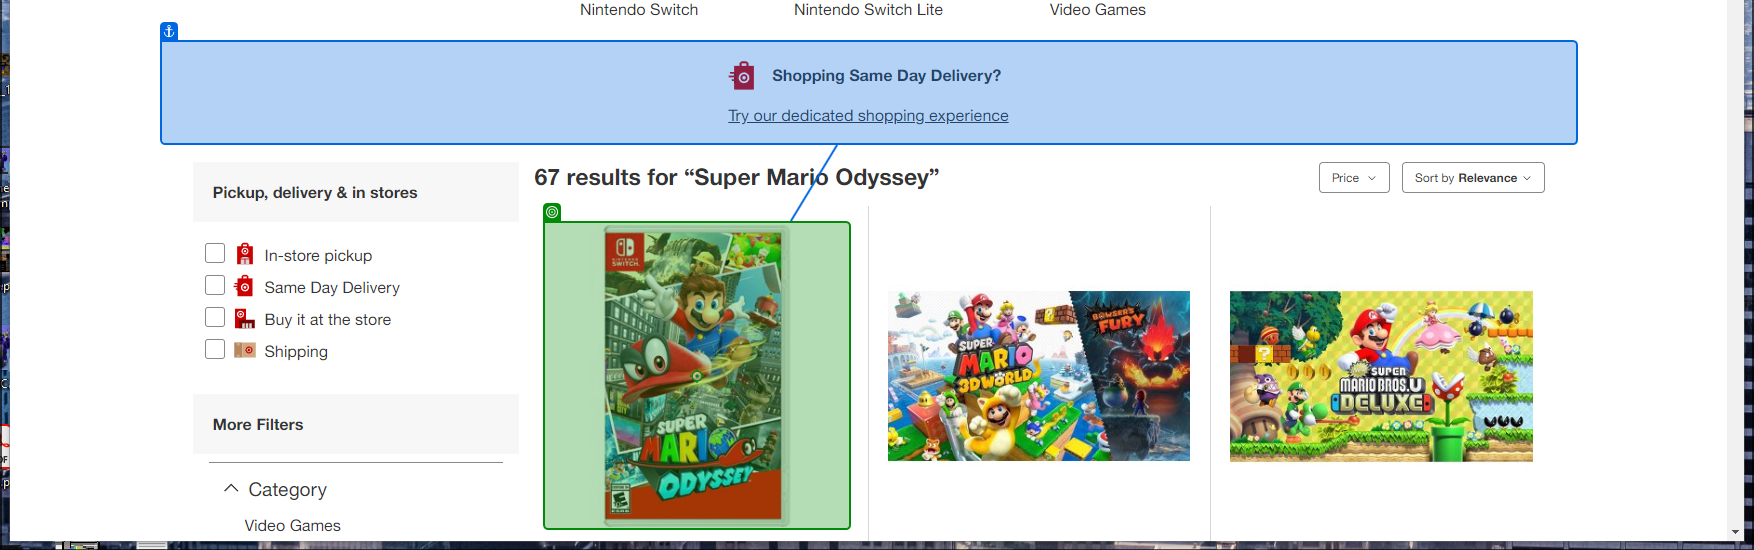 Nintendo Switch
Nintendo Switch Lite
Video Games
Shopping Same Day Delivery?
Try our dedicated shopping experience
Pickup, delivery & in stores
67 results for “Super Mario Odyssey”
Price
Sort by Relevance
In-store pickup
Same Day Delivery
Buy it at the store
Shipping
More Filters
Category
Video Games
NINTENDO
SWITCH
SUPER
MARIO
ODYSSEY
E
SUPER
MARIO
3D WORLD
BOWSER'S
FURY
NEW
SUPER
MARIO BROS. U
DELUXE